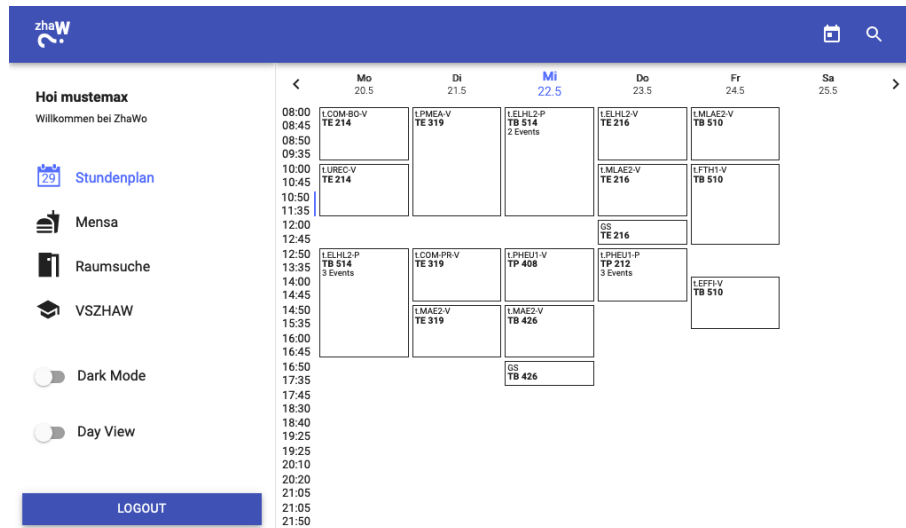 zhaW
Hoi mustemax
Willkommen bei ZhaWo
29 Stundenplan
Mensa
Raumsuche
VSZHAW
Dark Mode
Day View
LOGOUT
Mo Di Mi Do Fr Sa
20.5 21.5 22.5 23.5 24.5 25.5
08:00
08:45
08:50
09:35
10:00
10:45
10:50
11:35
12:00
12:45
12:50
13:35
14:00
14:45
14:50
15:35
16:00
16:45
16:50
17:35
17:45
18:30
18:40
19:25
19:25
20:10
20:20
21:05
21:05
21:50
t.COM-BO-V
TE 214
t.UREC-V
TE 214
t.ELHL2-P
TB 514
3 Events
t.PMEA-V
TE 319
t.COM-PR-V
TE 319
t.MAE2-V
TE 319
t.ELHL2-P
TB 514
2 Events
t.PHEU1-V
TP 408
t.MAE2-V
TB 426
GS
TB 426
t.ELHL2-V
TE 216
t.MLAE2-V
TE 216
GS
TE 216
t.PHEU1-P
TP 212
3 Events
t.MLAE2-V
TB 510
t.FTH1-V
TB 510
t.EFFI-V
TB 510